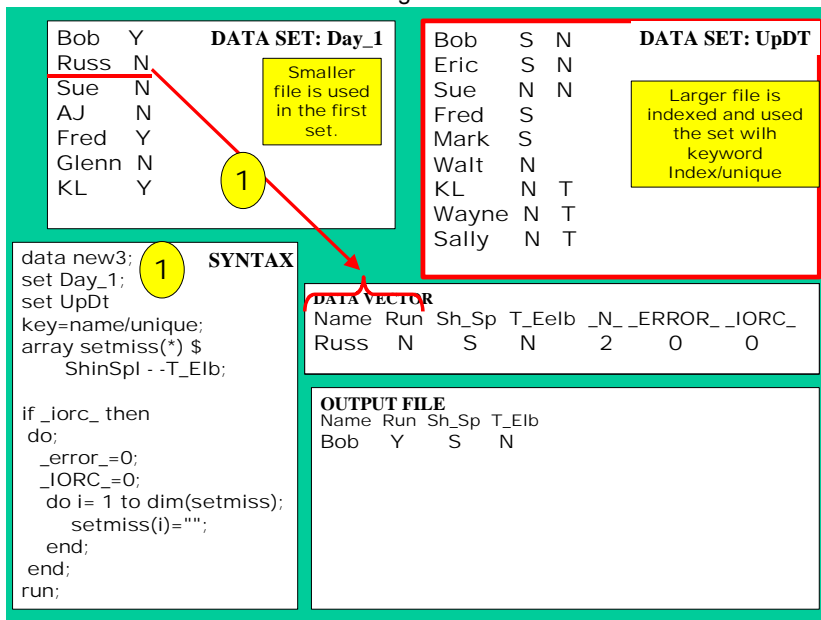 Bob Y
Russ N
Sue N
AJ N
Fred Y
Glenn N
KL Y
DATA SET: Day_1
Smaller
file is used
in the first
set.
1
Bob S N
Eric S N
Sue N N
Fred S
Mark S
Walt N
KL N T
Wayne N T
Sally N T
DATA SET: UpDT
Larger file is
indexed and used
the set wilh
keyword
Index/unique
SYNTAX
1
data new3;
set Day_1;
set UpDt
key=name/unique;
array setmiss(*) $
ShinSpl - -T_Elb;
if _iorc_ then
do;
_error_=0;
_IORC_=0;
do i= 1 to dim(setmiss);
setmiss(i)="";
end;
end;
run;
DATA VECTOR
Name Run Sh_Sp T_Eelb _N_ _ERROR_ _IORC_
Russ N S N 2 0 0
OUTPUT FILE
Name Run Sh_Sp T_Elb
Bob Y S N